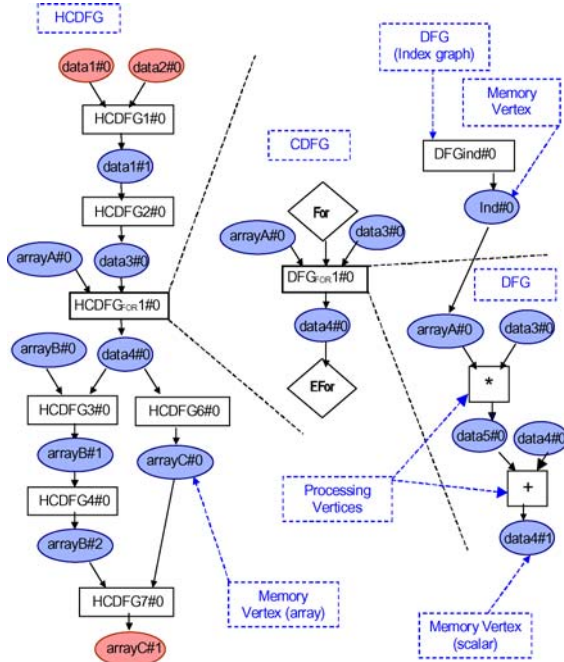 HCDFG
data1#0
data2#0
HCDFG1#0
data1#1
HCDFG2#0
arrayA#0
data3#0
HCDFGFOR1#0
arrayB#0
data4#0
HCDFG3#0
HCDFG6#0
arrayB#1
arrayC#0
HCDFG4#0
arrayB#2
HCDFG7#0
arrayC#1
Memory
Vertex (array)
CDFG
For
arrayA#0
data3#0
DFGFOR1#0
data4#0
EFor
DFG
(Index graph)
Memory
Vertex
DFGind#0
Ind#0
DFG
arrayA#0
data3#0
*
data5#0
data4#0
+
Processing
Vertices
data4#1
Memory Vertex
(scalar)